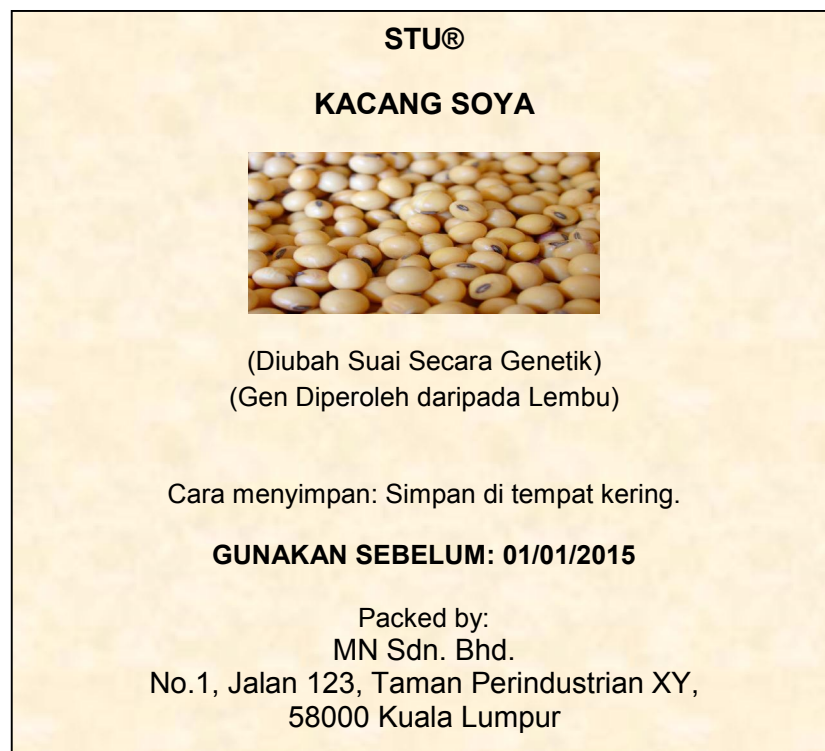 STU®
KACANG SOYA
(Diubah Suai Secara Genetik)
(Gen Diperoleh daripada Lembu)
Cara menyimpan: Simpan di tempat kering.
GUNAKAN SEBELUM: 01/01/2015
Packed by:
MN Sdn. Bhd.
No.1, Jalan 123, Taman Perindustrian XY,
58000 Kuala Lumpur